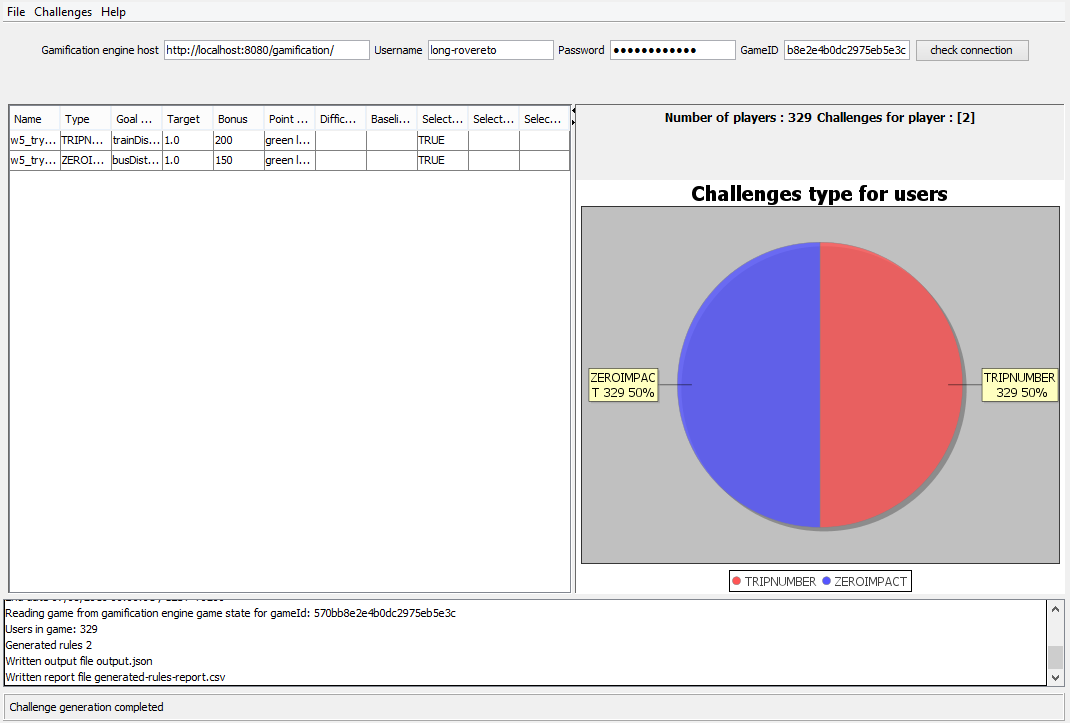 File Challenges Help
Gamification engine host http://localhost:8080/gamification/ Username long-rovereto Password ●●●●●●●●●●●● GameID b8e2e4b0dc2975eb5e3c check connection
Name Type Goal ... Target Bonus Point ... Diffic... Baseli... Select... Select... Selec...
w5_try... TRIPN... trainDis... 1.0 200 green l... TRUE
w5_try... ZEROI... busDist... 1.0 150 green l... TRUE
Number of players : 329 Challenges for player : [2]
Challenges type for users
ZEROIMPAC
T 329 50%
TRIPNUMBER
329 50%
TRIPNUMBER ZEROIMPACT
Reading game from gamification engine game state for gameId: 570bb8e2e4b0dc2975eb5e3c
Users in game: 329
Generated rules 2
Written output file output.json
Written report file generated-rules-report.csv
Challenge generation completed